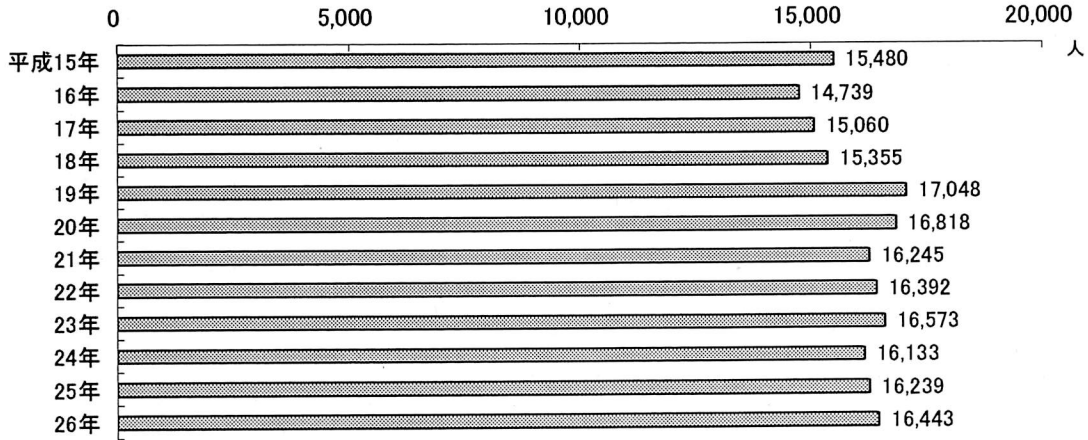 0 5,000 10,000 15,000 20,000
人
平成15年 15,480
16年 14,739
17年 15,060
18年 15,355
19年 17,048
20年 16,818
21年 16,245
22年 16,392
23年 16,573
24年 16,133
25年 16,239
26年 16,443